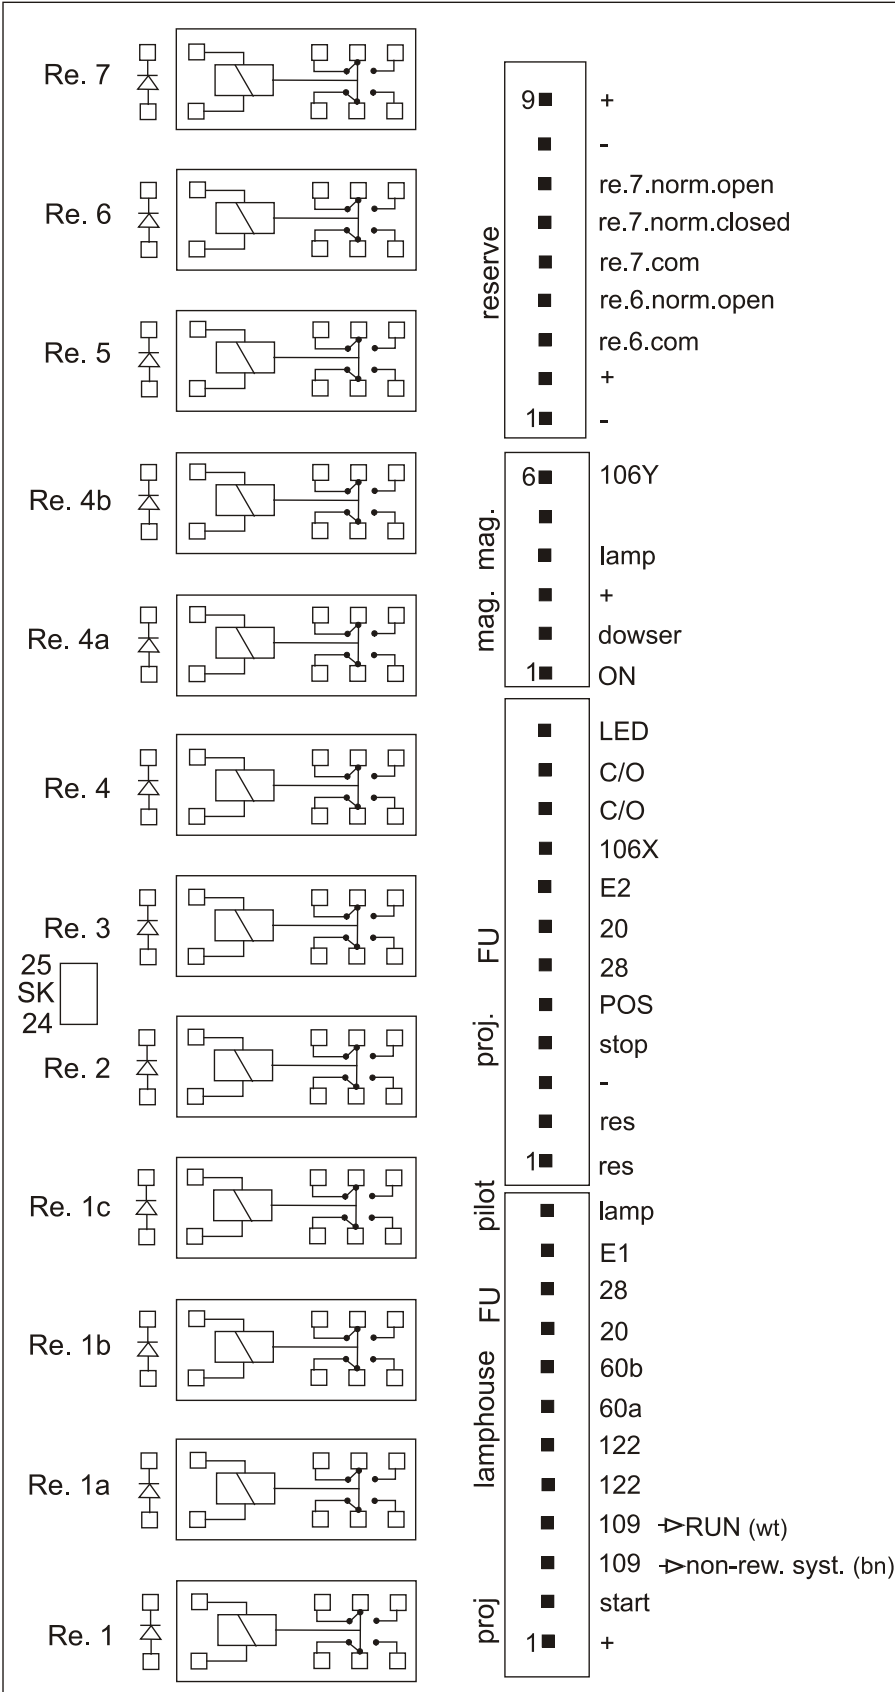 Re. 7
Re. 6
Re. 5
Re. 4b
Re. 4a
Re. 4
Re. 3
25
SK
24
Re. 2
Re. 1c
Re. 1b
Re. 1a
Re. 1
reserve
9 +
-
re.7.norm.open
re.7.norm.closed
re.7.com
re.6.norm.open
re.6.com
+
1 -
mag. mag.
6 106Y
lamp
+
dowser
1 ON
proj. FU
LED
C/O
C/O
106X
E2
20
28
POS
stop
-
res
1 res
proj lamphouse FU pilot
lamp
E1
28
20
60b
60a
122
122
109 RUN (wt)
109 non-rew. syst. (bn)
start
1 +